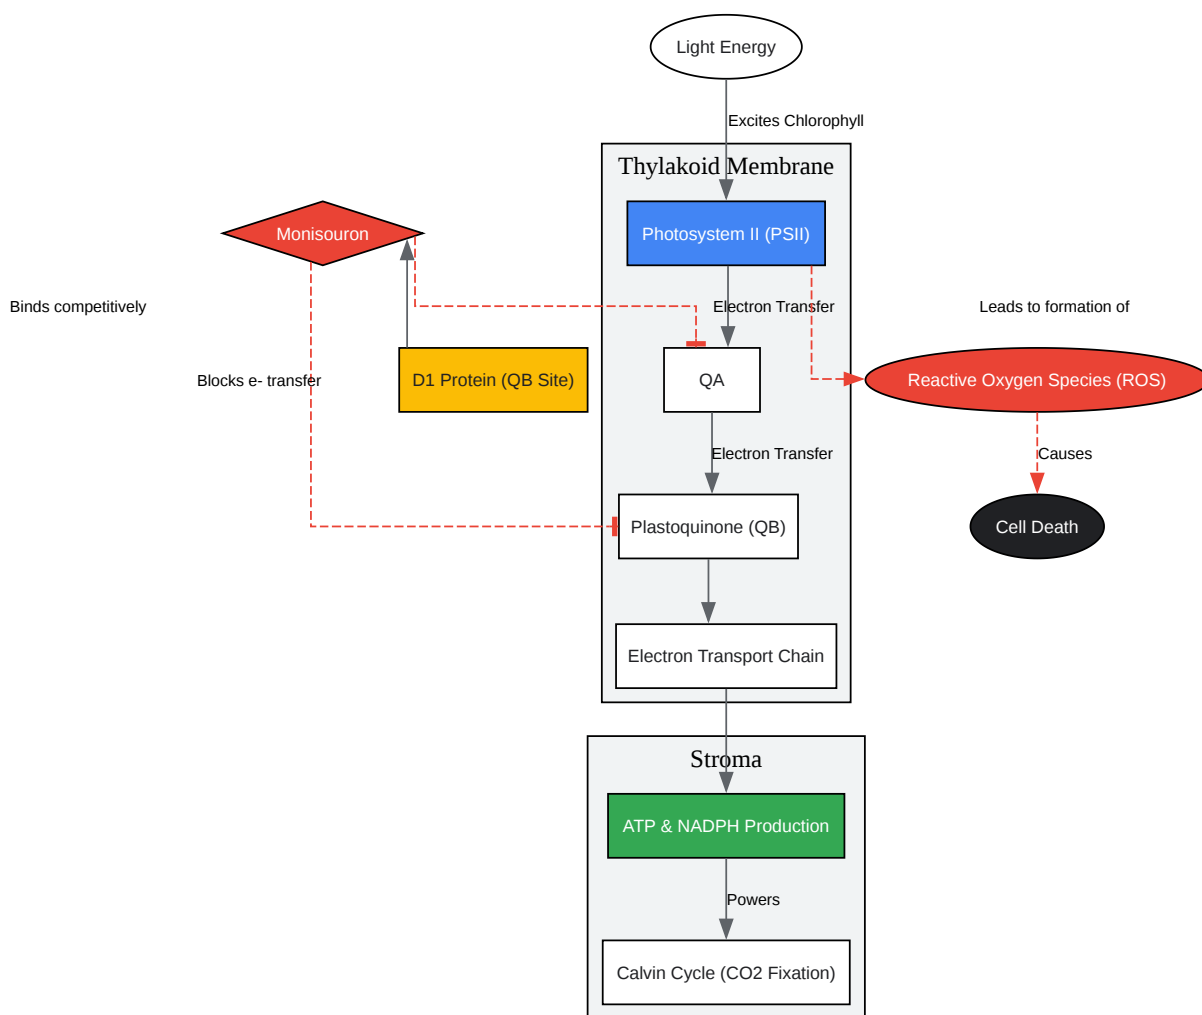 Light Energy
Excites Chlorophyll
Thylakoid Membrane
Monisouron
Photosystem II (PSII)
Binds competitively
Electron Transfer
Leads to formation of
Blocks e- transfer
D1 Protein (QB Site)
QA
Reactive Oxygen Species (ROS)
Electron Transfer
Causes
Plastoquinone (QB)
Cell Death
Electron Transport Chain
Stroma
ATP & NADPH Production
Powers
Calvin Cycle (CO2 Fixation)